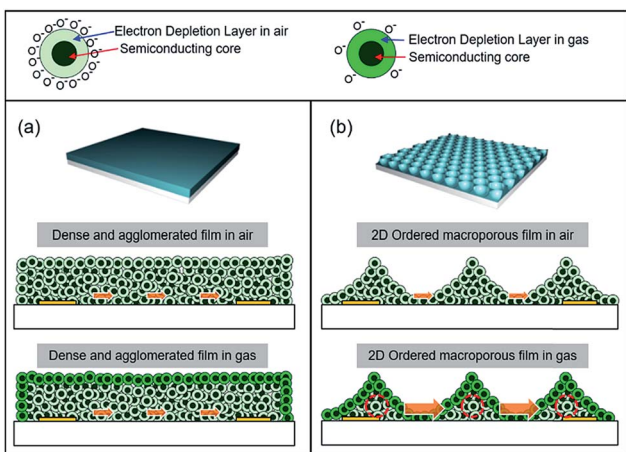 Electron Depletion Layer in air
Semiconducting core
Electron Depletion Layer in gas
Semiconducting core
O⁻ O⁻ O⁻ O⁻ O⁻ O⁻ O⁻ O⁻ O⁻ O⁻ O⁻ O⁻ O⁻ O⁻
O⁻ O⁻ O⁻ O⁻ O⁻
(a)
(b)
Dense and agglomerated film in air
2D Ordered macroporous film in air
Dense and agglomerated film in gas
2D Ordered macroporous film in gas